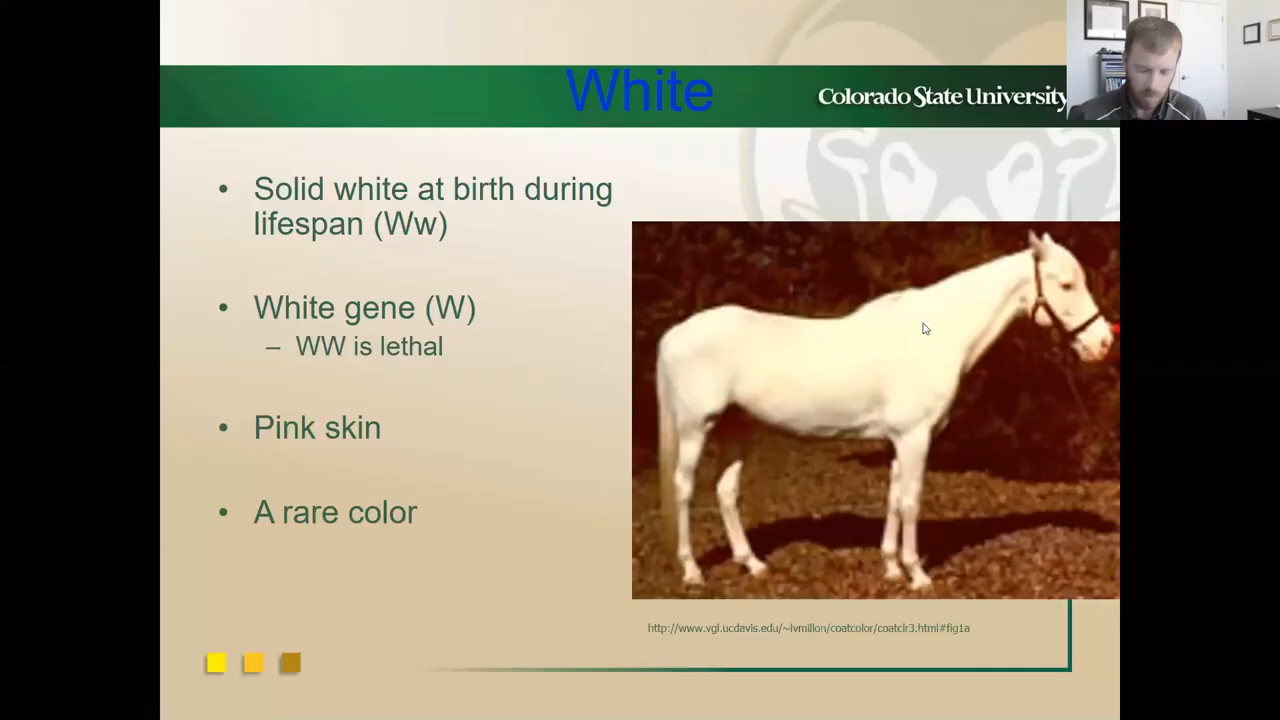 White
Colorado State University
• Solid white at birth during
lifespan (Ww)
• White gene (W)
– WW is lethal
• Pink skin
• A rare color
http://www.vgl.ucdavis.edu/~lvmillon/coatcolor/coatclr3.html#fig1a